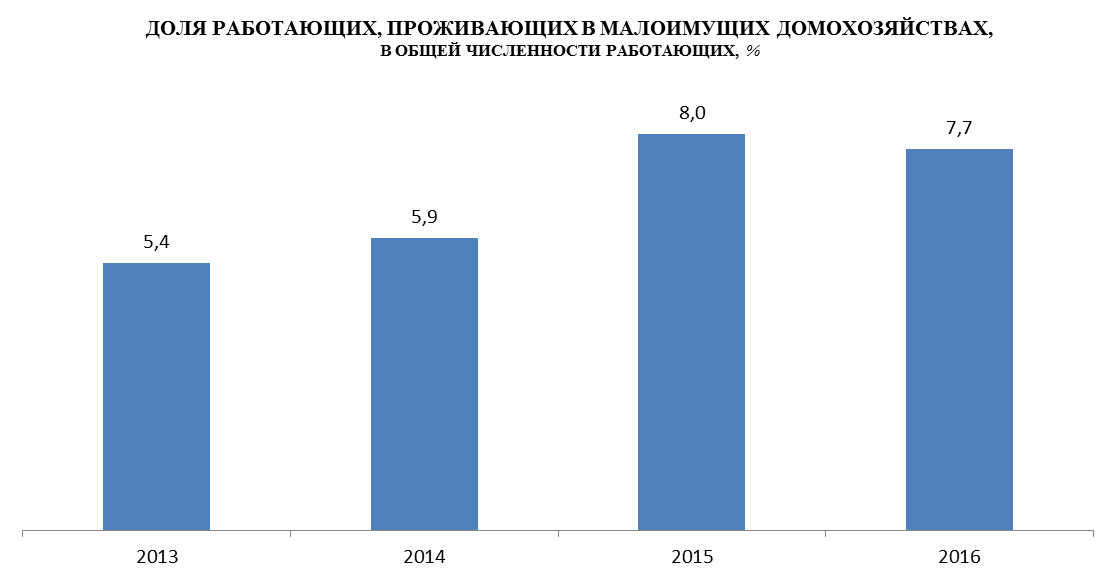 ДОЛЯ РАБОТАЮЩИХ, ПРОЖИВАЮЩИХ В МАЛОИМУЩИХ ДОМОХОЗЯЙСТВАХ,
В ОБЩЕЙ ЧИСЛЕННОСТИ РАБОТАЮЩИХ, %
5,4
5,9
8,0
7,7
2013 2014 2015 2016